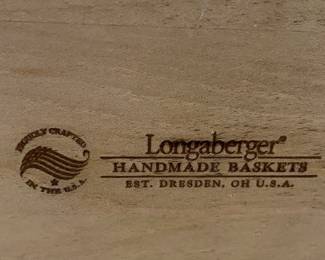 PROUDLY CRAFTED
IN THE U.S.A.
Longaberger®
HANDMADE BASKETS
EST. DRESDEN, OH U.S.A.